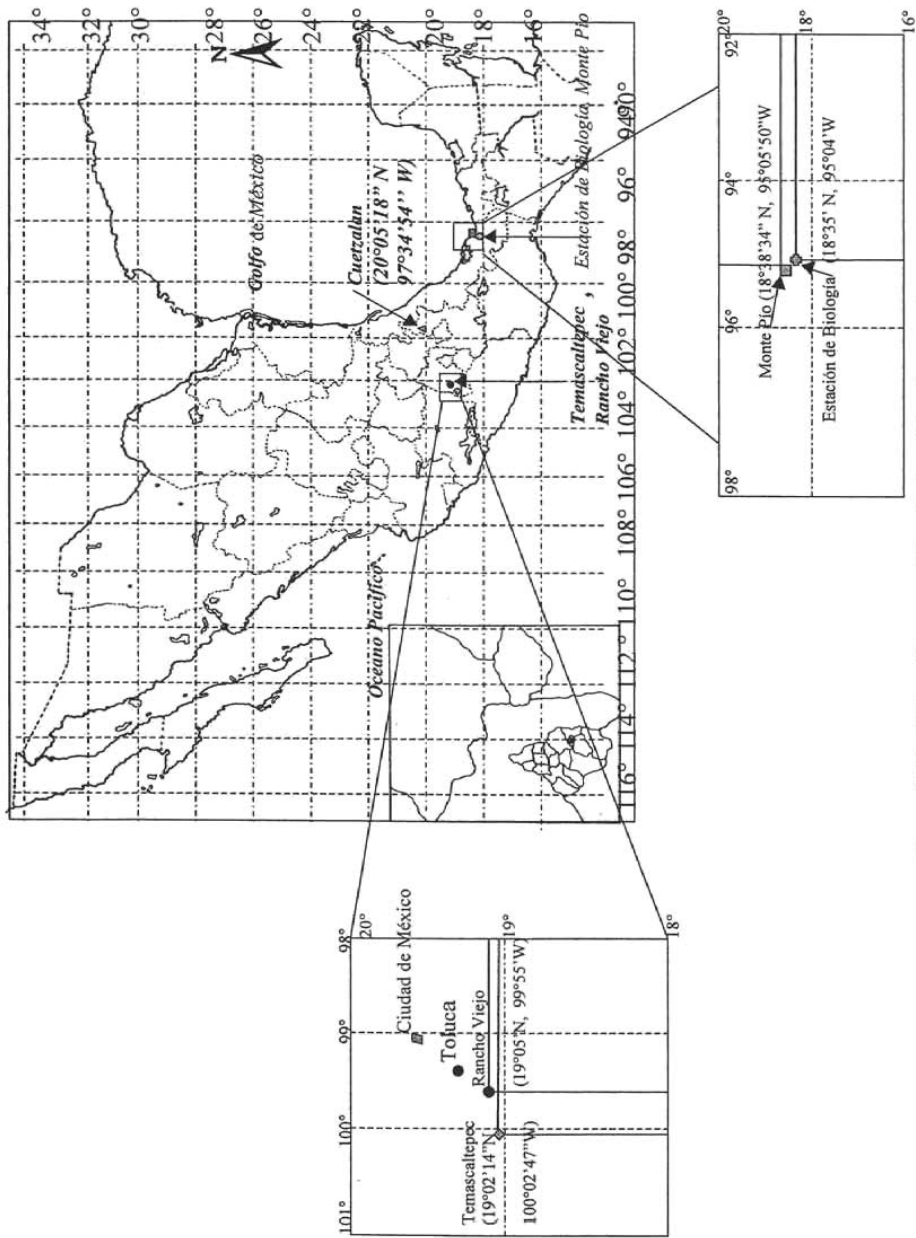 34°
32°
30°
28°
26°
24°
22°
20°
18°
16°
N
Golfo de México
Cuetzalan
(20°05'18'' N
97°34'54'' W)
Oceano Pacífico
Temascaltepec ,
Rancho Viejo
Estación de Biología, Monte Pio
116°
114°
112°
110°
108°
106°
104°
102°
100°
98°
96°
94°
90°
101°
100°
99°
98°
20°
19°
18°
Ciudad de México
Toluca
Rancho Viejo
(19°05'N, 99°55'W)
Temascaltepec
(19°02'14"N
100°02'47"W)
98°
96°
94°
92°
20°
18°
16°
Monte Pío (18°38'34" N, 95°05'50"W
Estación de Biología (18°35' N, 95°04'W